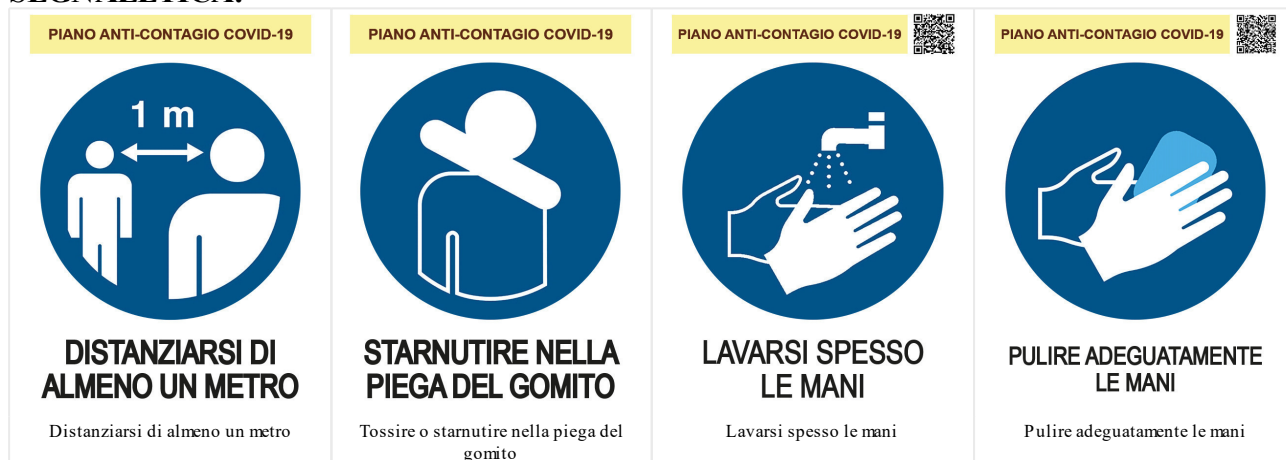 SEGNALETICA:
PIANO ANTI-CONTAGIO COVID-19
1 m
DISTANZIARSI DI
ALMENO UN METRO
Distanziarsi di almeno un metro
PIANO ANTI-CONTAGIO COVID-19
STARNUTIRE NELLA
PIEGA DEL GOMITO
Tossire o starnutire nella piega del
gomito
PIANO ANTI-CONTAGIO COVID-19
LAVARSI SPESSO
LE MANI
Lavarsi spesso le mani
PIANO ANTI-CONTAGIO COVID-19
PULIRE ADEGUATAMENTE
LE MANI
Pulire adeguatamente le mani